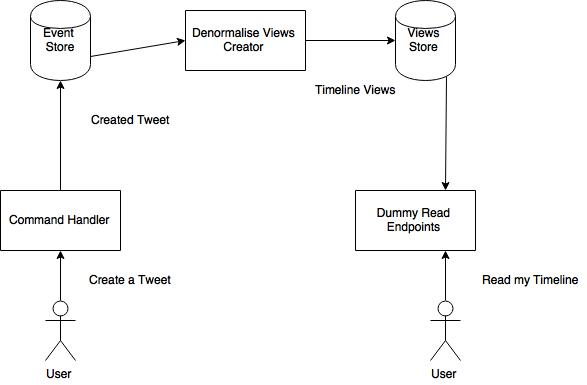 Event
Store
Denormalise Views
Creator
Views
Store
Timeline Views
Created Tweet
Command Handler
Dummy Read
Endpoints
Create a Tweet
Read my Timeline
User
User